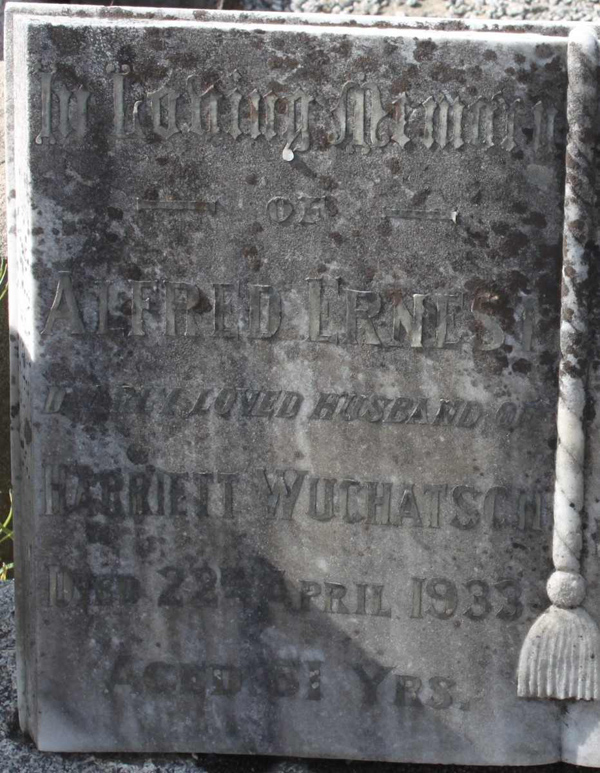 In Loving Memory
OF
ALFRED ERNEST
DEARLY LOVED HUSBAND OF
HARRIETT WUCHATSCH
DIED 22ND APRIL 1933
AGED 61 YRS.